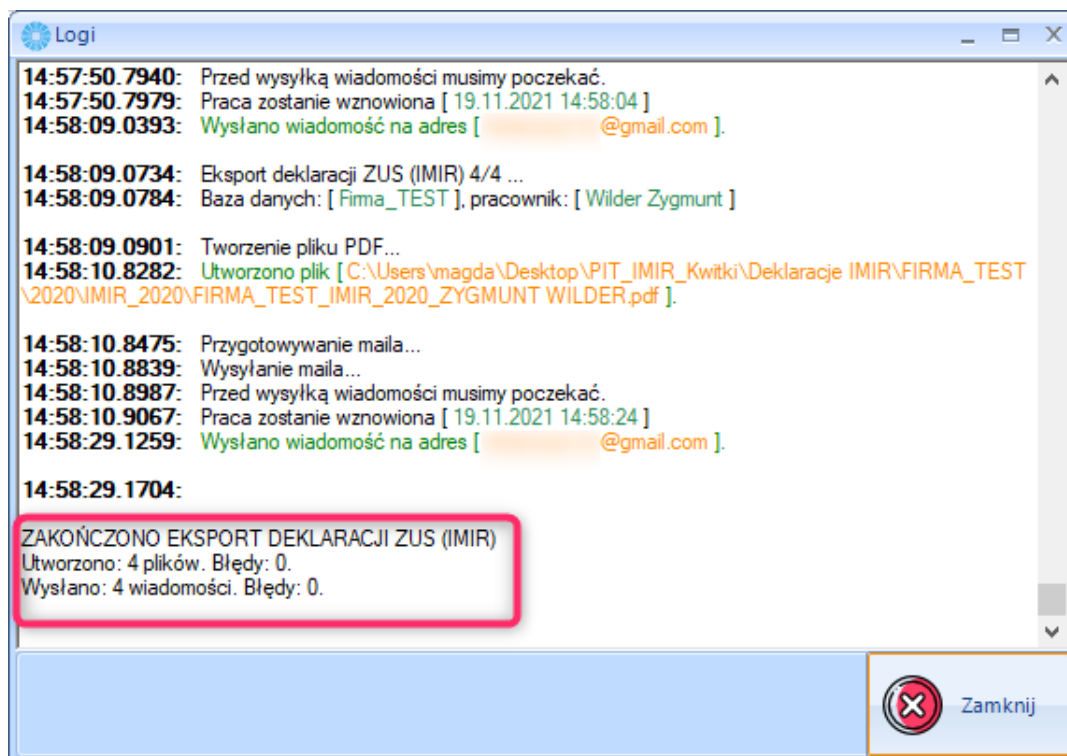 Logi
14:57:50.7940: Przed wysyłką wiadomości musimy poczekać.
14:57:50.7979: Praca zostanie wznowiona [ 19.11.2021 14:58:04 ]
14:58:09.0393: Wysłano wiadomość na adres [ @gmail.com ].
14:58:09.0734: Eksport deklaracji ZUS (IMIR) 4/4 ...
14:58:09.0784: Baza danych: [ Firma_TEST ], pracownik: [ Wilder Zygmunt ]
14:58:09.0901: Tworzenie pliku PDF...
14:58:10.8282: Utworzono plik [ C:\Users\magda\Desktop\PIT_IMIR_Kwitki\Deklaracje IMIR\FIRMA_TEST
\2020\IMIR_2020\FIRMA_TEST_IMIR_2020_ZYGMUNT WILDER.pdf ].
14:58:10.8475: Przygotowywanie maila...
14:58:10.8839: Wysyłanie maila...
14:58:10.8987: Przed wysyłką wiadomości musimy poczekać.
14:58:10.9067: Praca zostanie wznowiona [ 19.11.2021 14:58:24 ]
14:58:29.1259: Wysłano wiadomość na adres [ @gmail.com ].
14:58:29.1704:
ZAKOŃCZONO EKSPORT DEKLARACJI ZUS (IMIR)
Utworzono: 4 plików. Błędy: 0.
Wysłano: 4 wiadomości. Błędy: 0.
Zamknij